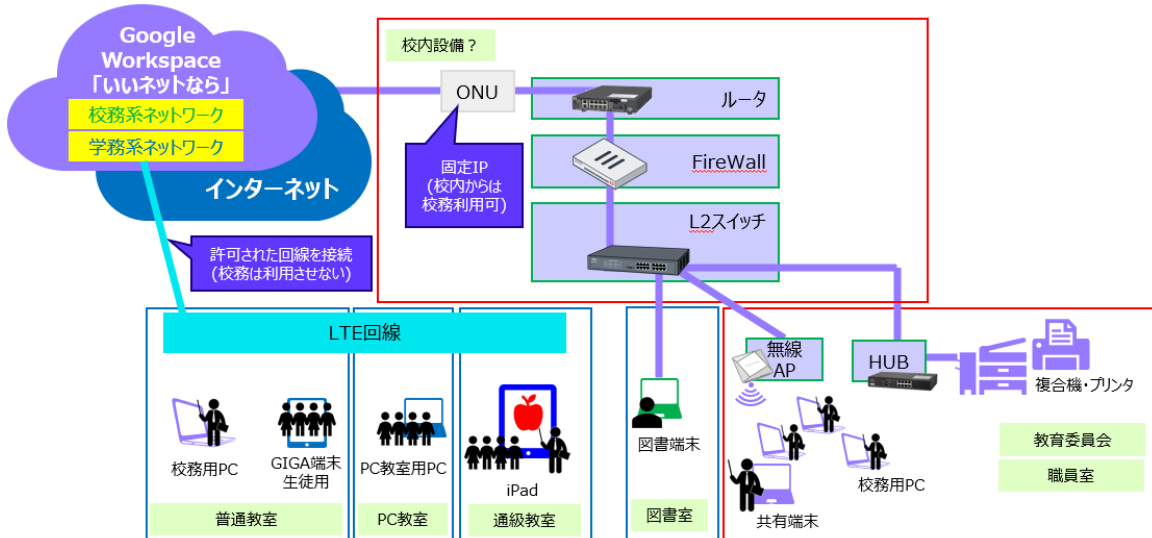 Google
Workspace
「いいネットなら」
校務系ネットワーク
学務系ネットワーク
インターネット
校内設備？
ONU
ルータ
固定IP
(校内からは
校務利用可)
FireWall
L2スイッチ
許可された回線を接続
(校務は利用させない)
LTE回線
無線
AP
HUB
複合機・プリンタ
校務用PC
GIGA端末
生徒用
PC教室用PC
iPad
図書端末
校務用PC
共有端末
教育委員会
職員室
普通教室
PC教室
通級教室
図書室